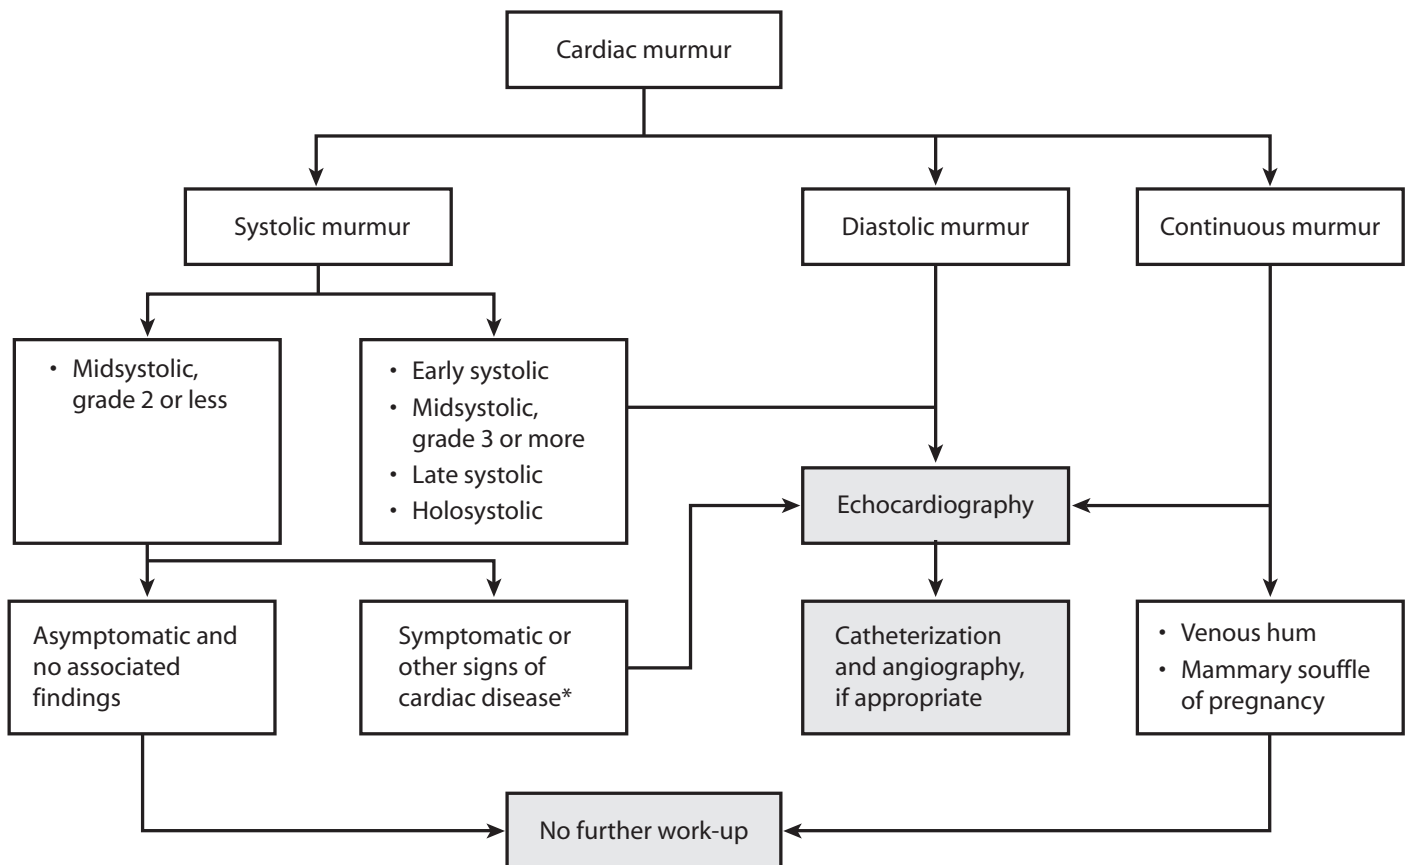 Cardiac murmur
Systolic murmur
Diastolic murmur
Continuous murmur
• Midsystolic,
grade 2 or less
• Early systolic
• Midsystolic,
grade 3 or more
• Late systolic
• Holosystolic
Echocardiography
Asymptomatic and
no associated
findings
Symptomatic or
other signs of
cardiac disease*
Catheterization
and angiography,
if appropriate
• Venous hum
• Mammary souffle
of pregnancy
No further work-up